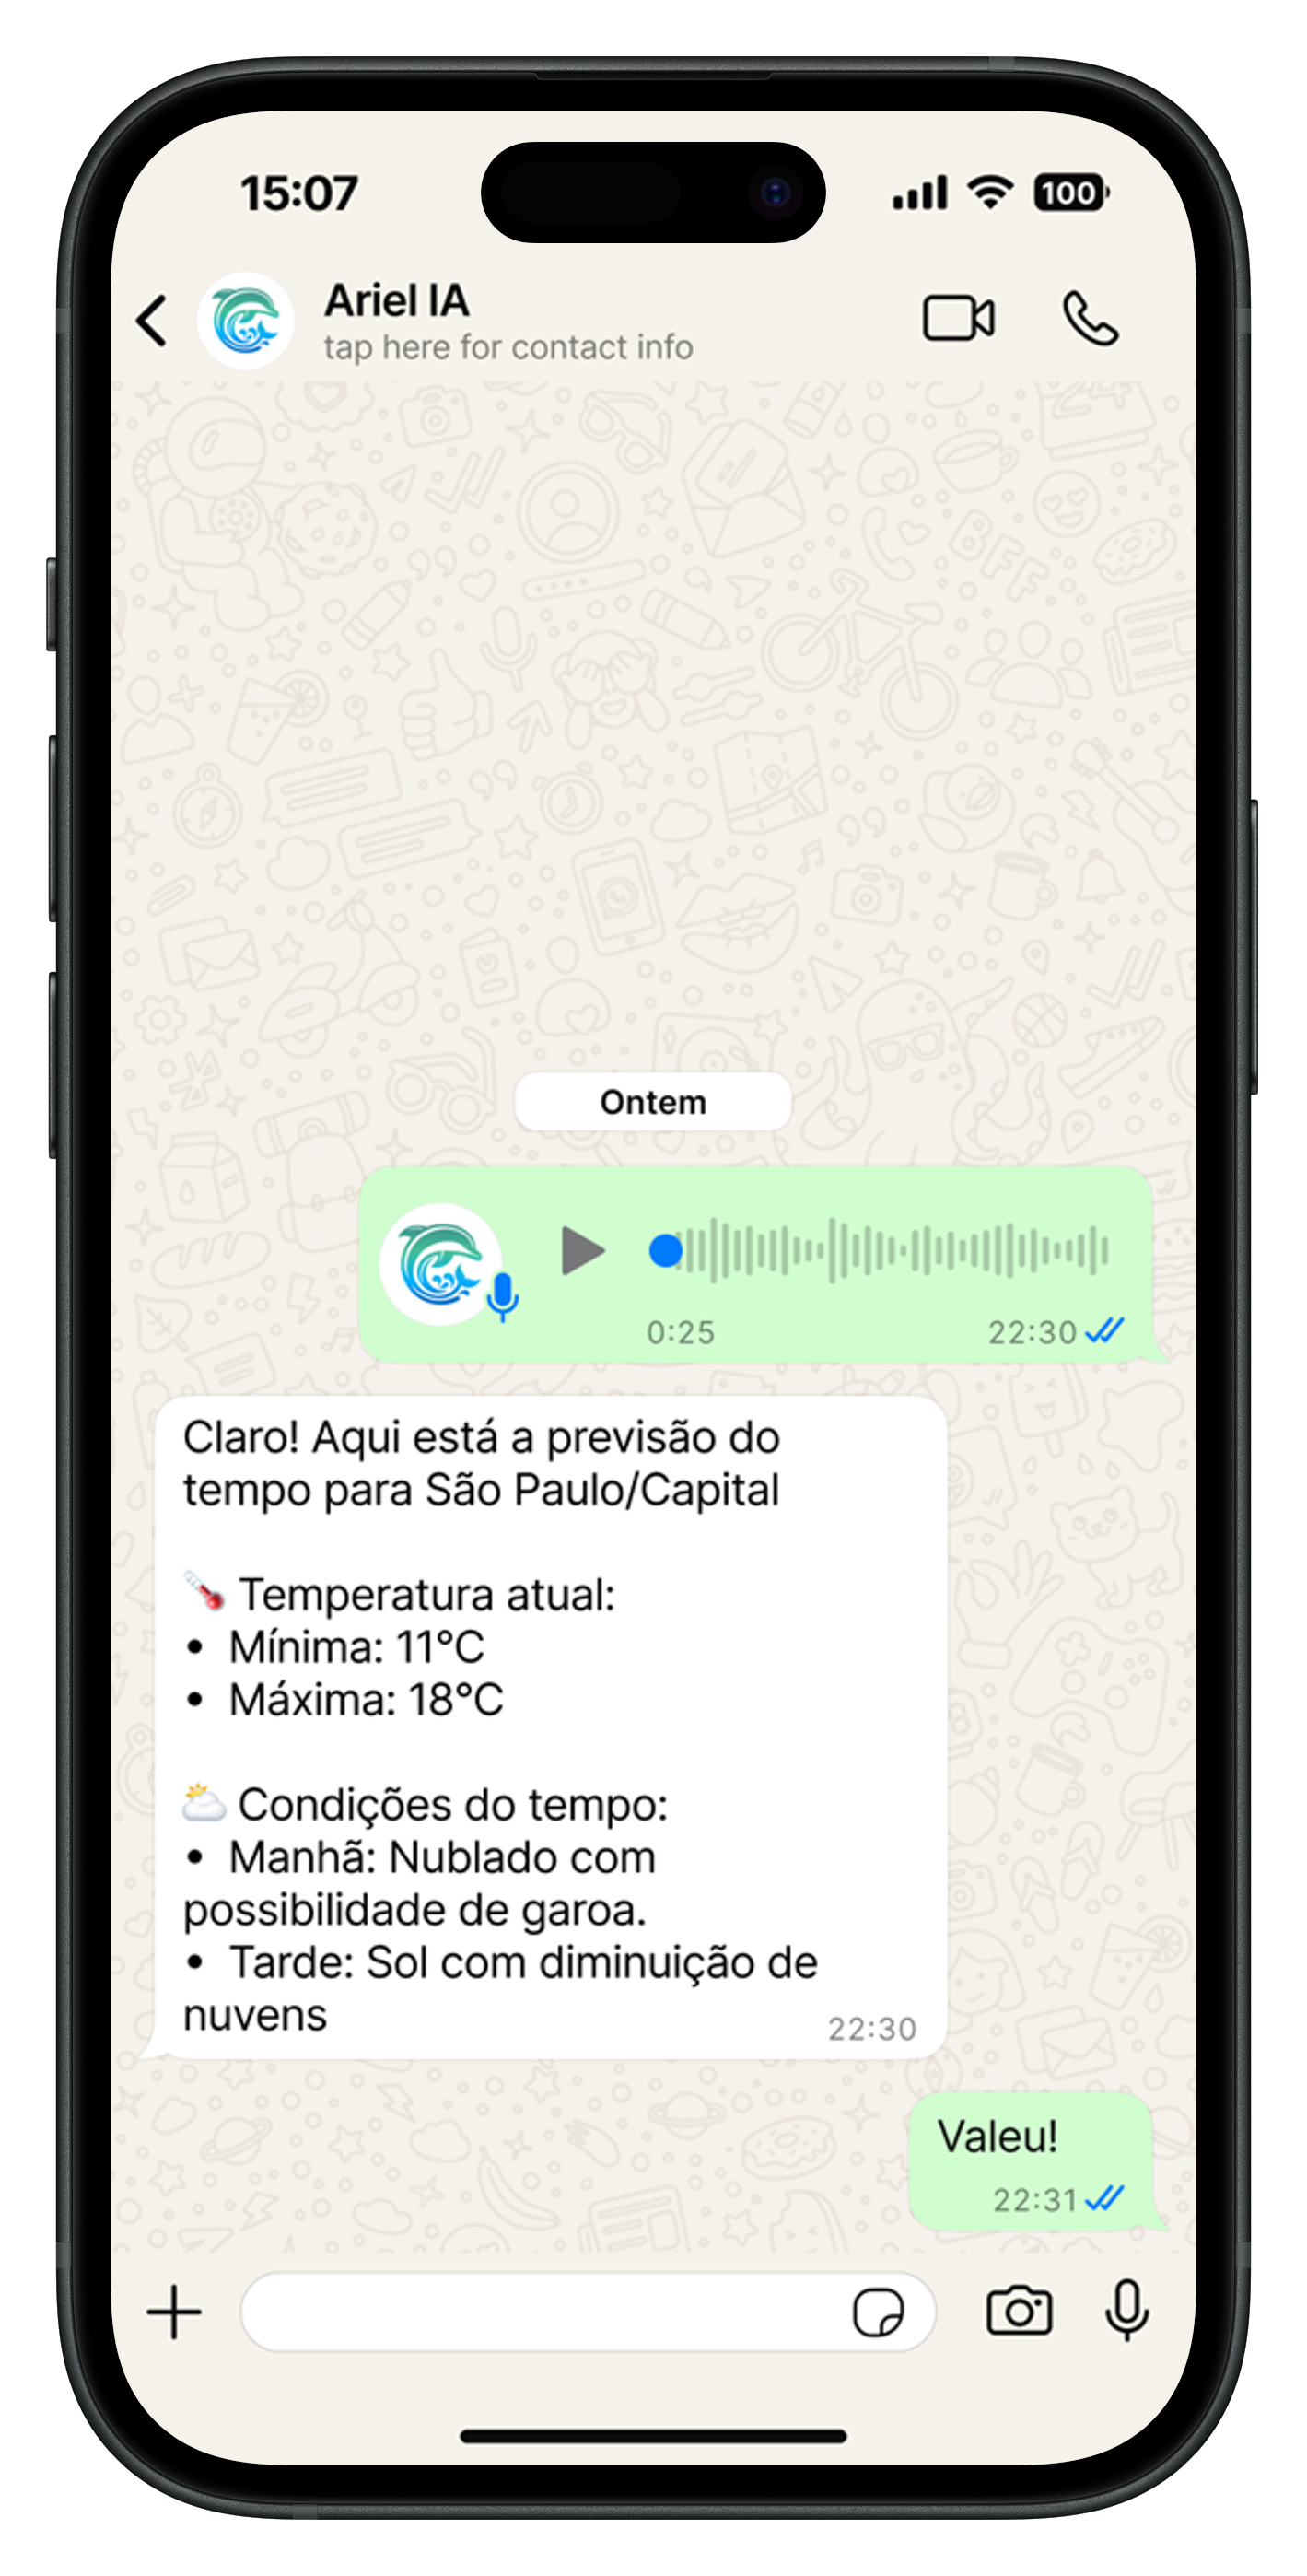 15:07
100
Ariel IA
tap here for contact info
BFF
Ontem
0:25
22:30
Claro! Aqui está a previsão do
tempo para São Paulo/Capital
🌡️ Temperatura atual:
• Mínima: 11°C
• Máxima: 18°C
🌥️ Condições do tempo:
• Manhã: Nublado com
possibilidade de garoa.
• Tarde: Sol com diminuição de
nuvens
22:30
Valeu!
22:31